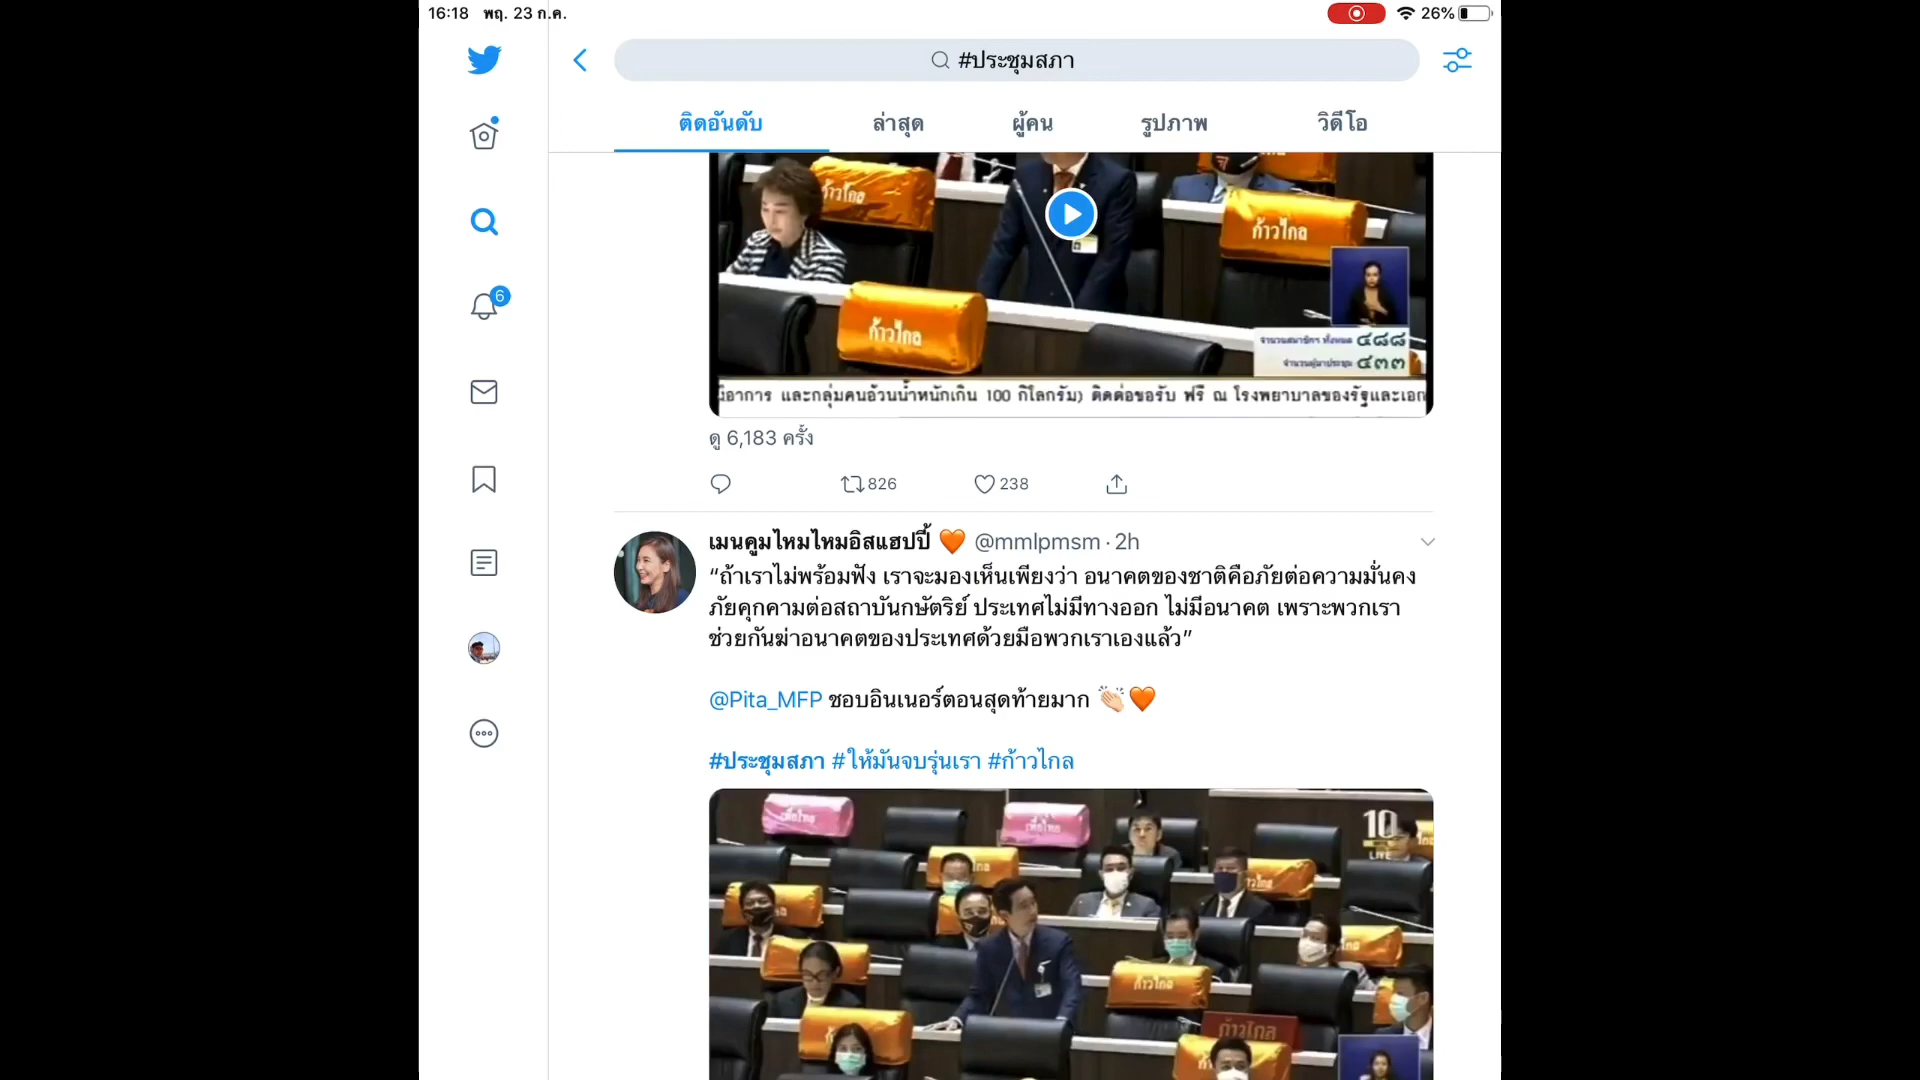 16:18 พฤ. 23 ก.ค.
26%
#ประชุมสภา
ติดอันดับ ล่าสุด ผู้คน รูปภาพ วิดีโอ
6
ก้าวไกล
ก้าวไกล
ก้าวไกล
จำนวนสมาชิกฯ ทั้งหมด ๔๘๘
จำนวนผู้มาประชุม ๔๓๓
มีอาการ และกลุ่มคนอ้วนน้ำหนักเกิน 100 กิโลกรัม) ติดต่อขอรับ ฟรี ณ โรงพยาบาลของรัฐและเอก
ดู 6,183 ครั้ง
826 238
เมนคูมไหมไหมอิสแฮปปี้ 🧡 @mmlpmsm · 2h
“ถ้าเราไม่พร้อมฟัง เราจะมองเห็นเพียงว่า อนาคตของชาติคือภัยต่อความมั่นคง
ภัยคุกคามต่อสถาบันกษัตริย์ ประเทศไม่มีทางออก ไม่มีอนาคต เพราะพวกเรา
ช่วยกันฆ่าอนาคตของประเทศด้วยมือพวกเราเองแล้ว”
@Pita_MFP ชอบอินเนอร์ตอนสุดท้ายมาก 👏🏻🧡
#ประชุมสภา #ให้มันจบรุ่นเรา #ก้าวไกล
เพื่อไทย
เพื่อไทย
10
LIVE
ก้าวไกล
ก้าวไกล